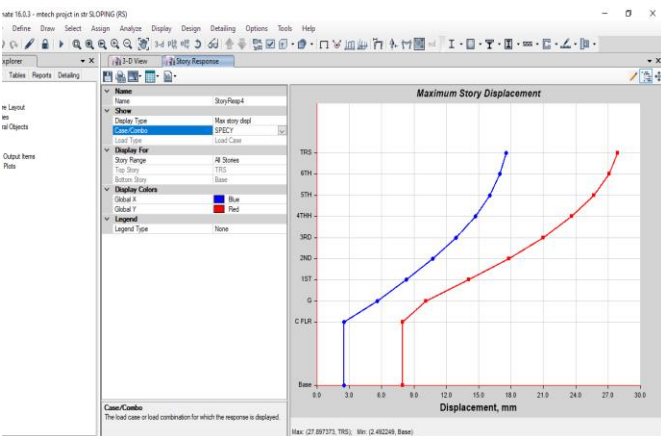 nate 16.0.3 - mtech projct in str SLOPING (RS)
Define Draw Select Assign Analyze Display Design Detailing Options Tools Help
xplorer
3-D View
Story Response
Tables Reports Detailing
re Layout
ral Objects
Output Items
Plots
Name
Name StoryResp4
Show
Display Type Max story displ
Case/Combo SPECY
Load Type Load Case
Display For
Story Range All Stories
Top Story TRS
Bottom Story Base
Display Colors
Global X Blue
Global Y Red
Legend
Legend Type None
Case/Combo
The load case or load combination for which the response is displayed.
Maximum Story Displacement
TRS
6TH
5TH
4THH
3RD
2ND
1ST
G
C FLR
Base
0.0 3.0 6.0 9.0 12.0 15.0 18.0 21.0 24.0 27.0 30.0
Displacement, mm
Max: (27.897373, TRS); Min: (2.492249, Base)